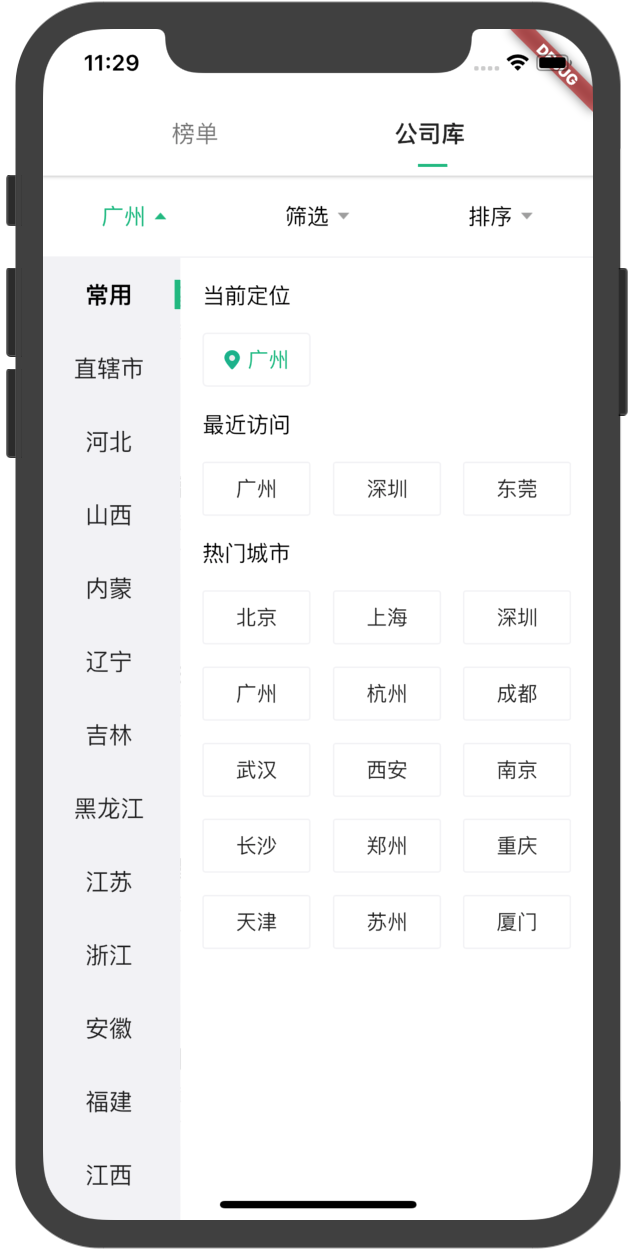 11:29
DEBUG
榜单 公司库
广州 筛选 排序
常用
直辖市
河北
山西
内蒙
辽宁
吉林
黑龙江
江苏
浙江
安徽
福建
江西
当前定位
广州
最近访问
广州 深圳 东莞
热门城市
北京 上海 深圳
广州 杭州 成都
武汉 西安 南京
长沙 郑州 重庆
天津 苏州 厦门